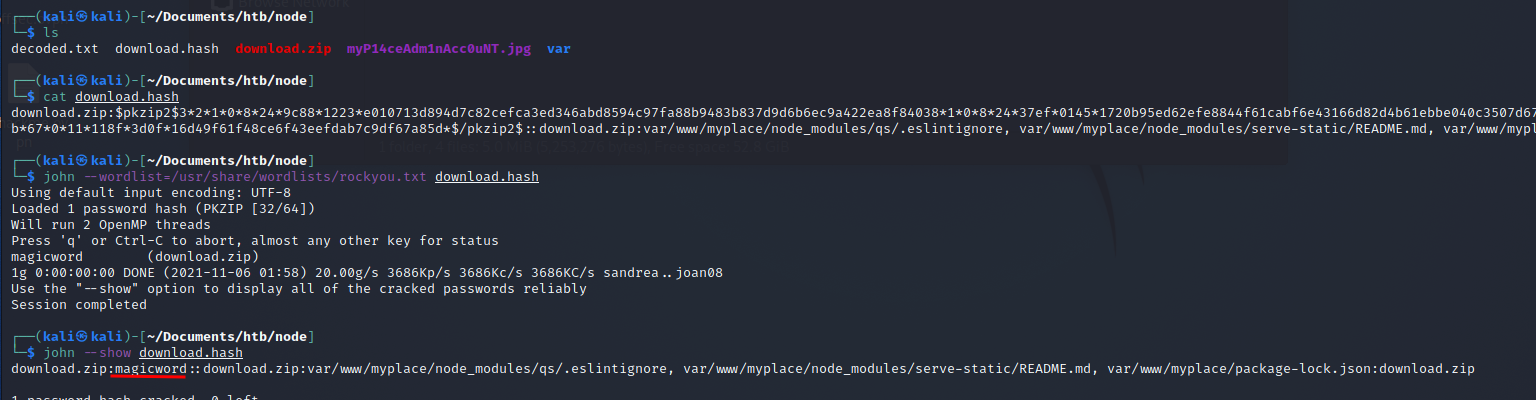 Browse Network
┌──(kali㉿kali)-[~/Documents/htb/node]
└─$ ls
decoded.txt  download.hash  download.zip  myP14ceAdm1nAcc0uNT.jpg  var
┌──(kali㉿kali)-[~/Documents/htb/node]
└─$ cat download.hash
download.zip:$pkzip2$3*2*1*0*8*24*9c88*1223*e010713d894d7c82cefca3ed346abd8594c97fa88b9483b837d9d6b6ec9a422ea8f84038*1*0*8*24*37ef*0145*1720b95ed62efe8844f61cabf6e43166d82d4b61ebbe040c3507d67
b*67*0*11*118f*3d0f*16d49f61f48ce6f43eefdab7c9df67a85d*$/pkzip2$::download.zip:var/www/myplace/node_modules/qs/.eslintignore, var/www/myplace/node_modules/serve-static/README.md, var/www/mypl
┌──(kali㉿kali)-[~/Documents/htb/node]
└─$ john --wordlist=/usr/share/wordlists/rockyou.txt download.hash
Using default input encoding: UTF-8
Loaded 1 password hash (PKZIP [32/64])
Will run 2 OpenMP threads
Press 'q' or Ctrl-C to abort, almost any other key for status
magicword        (download.zip)
1g 0:00:00:00 DONE (2021-11-06 01:58) 20.00g/s 3686Kp/s 3686Kc/s 3686KC/s sandrea..joan08
Use the "--show" option to display all of the cracked passwords reliably
Session completed
┌──(kali㉿kali)-[~/Documents/htb/node]
└─$ john --show download.hash
download.zip:magicword::download.zip:var/www/myplace/node_modules/qs/.eslintignore, var/www/myplace/node_modules/serve-static/README.md, var/www/myplace/package-lock.json:download.zip
1 password hash cracked, 0 left